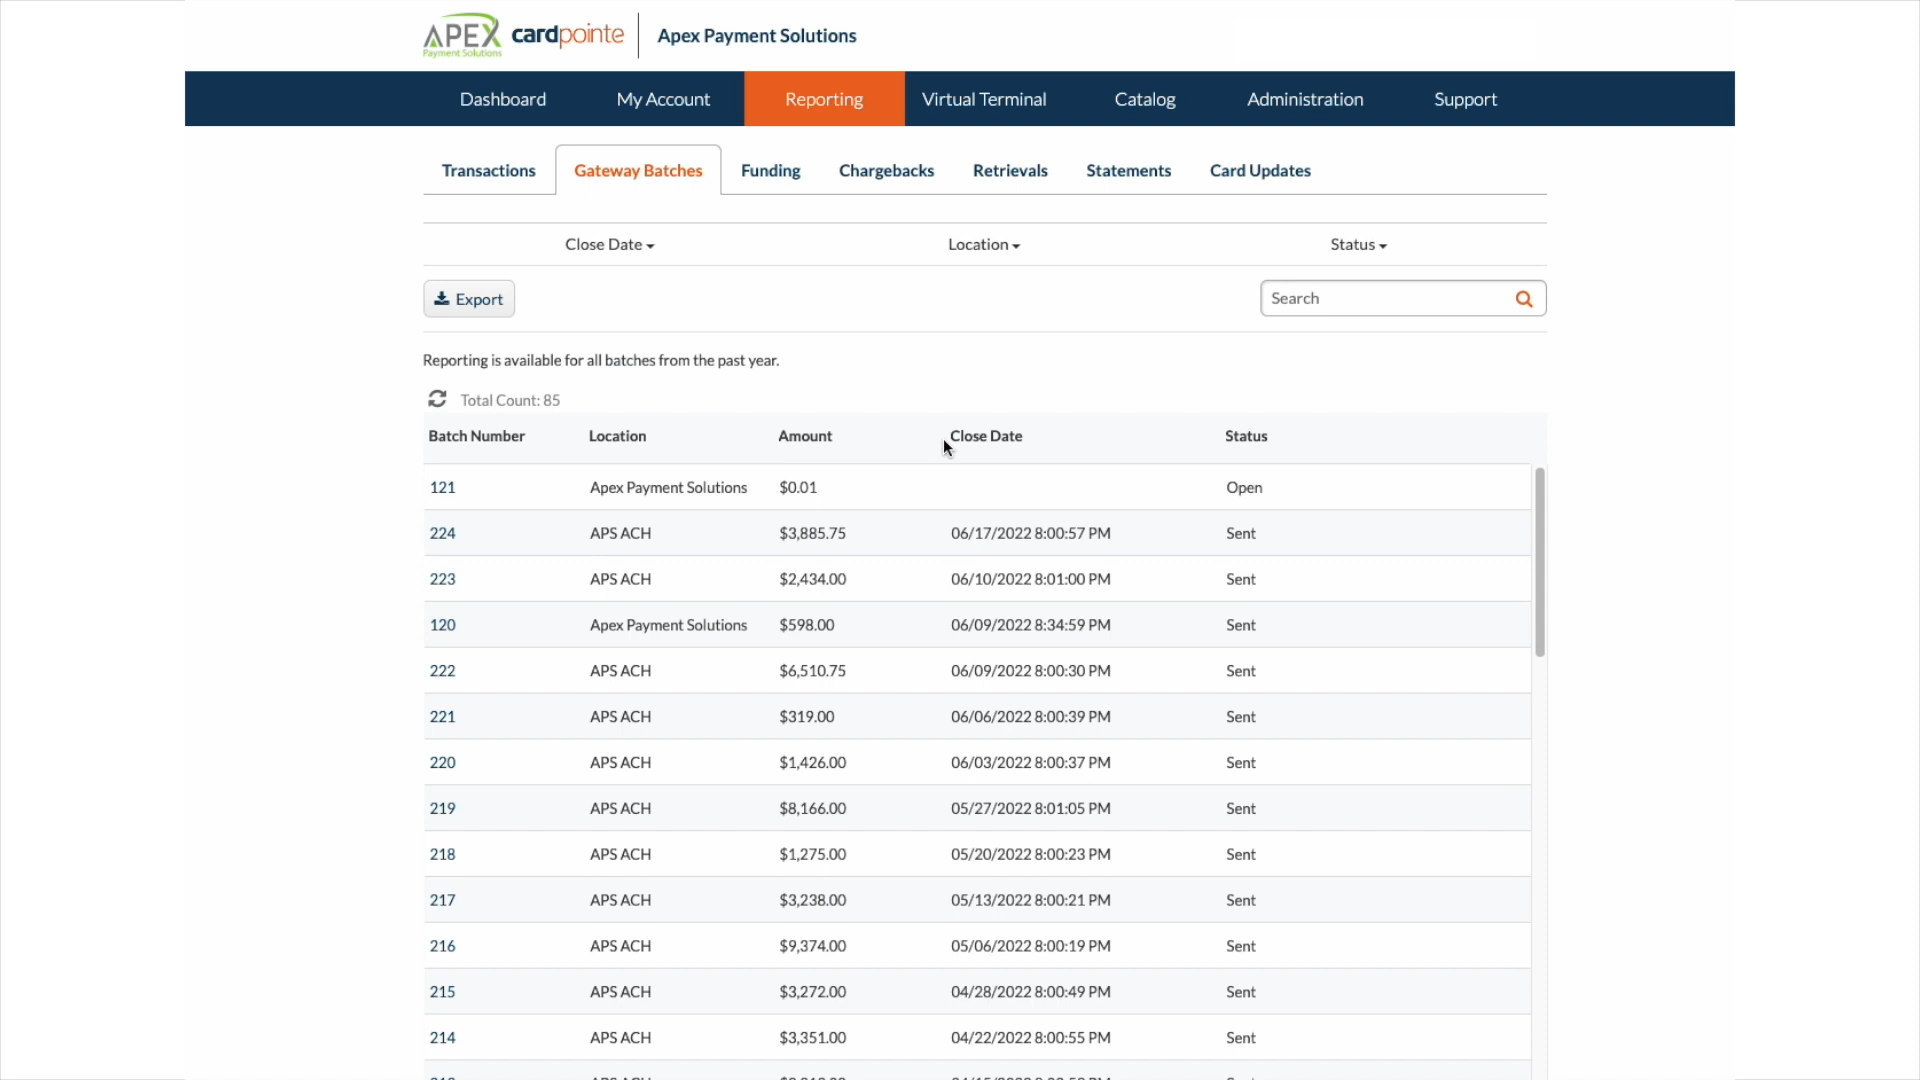 APEX
Payment Solutions
cardpointe
Apex Payment Solutions
Dashboard My Account Reporting Virtual Terminal Catalog Administration Support
Transactions Gateway Batches Funding Chargebacks Retrievals Statements Card Updates
Close Date Location Status
Export Search
Reporting is available for all batches from the past year.
Total Count: 85
Batch Number Location Amount Close Date Status
121 Apex Payment Solutions $0.01 Open
224 APS ACH $3,885.75 06/17/2022 8:00:57 PM Sent
223 APS ACH $2,434.00 06/10/2022 8:01:00 PM Sent
120 Apex Payment Solutions $598.00 06/09/2022 8:34:59 PM Sent
222 APS ACH $6,510.75 06/09/2022 8:00:30 PM Sent
221 APS ACH $319.00 06/06/2022 8:00:39 PM Sent
220 APS ACH $1,426.00 06/03/2022 8:00:37 PM Sent
219 APS ACH $8,166.00 05/27/2022 8:01:05 PM Sent
218 APS ACH $1,275.00 05/20/2022 8:00:23 PM Sent
217 APS ACH $3,238.00 05/13/2022 8:00:21 PM Sent
216 APS ACH $9,374.00 05/06/2022 8:00:19 PM Sent
215 APS ACH $3,272.00 04/28/2022 8:00:49 PM Sent
214 APS ACH $3,351.00 04/22/2022 8:00:55 PM Sent